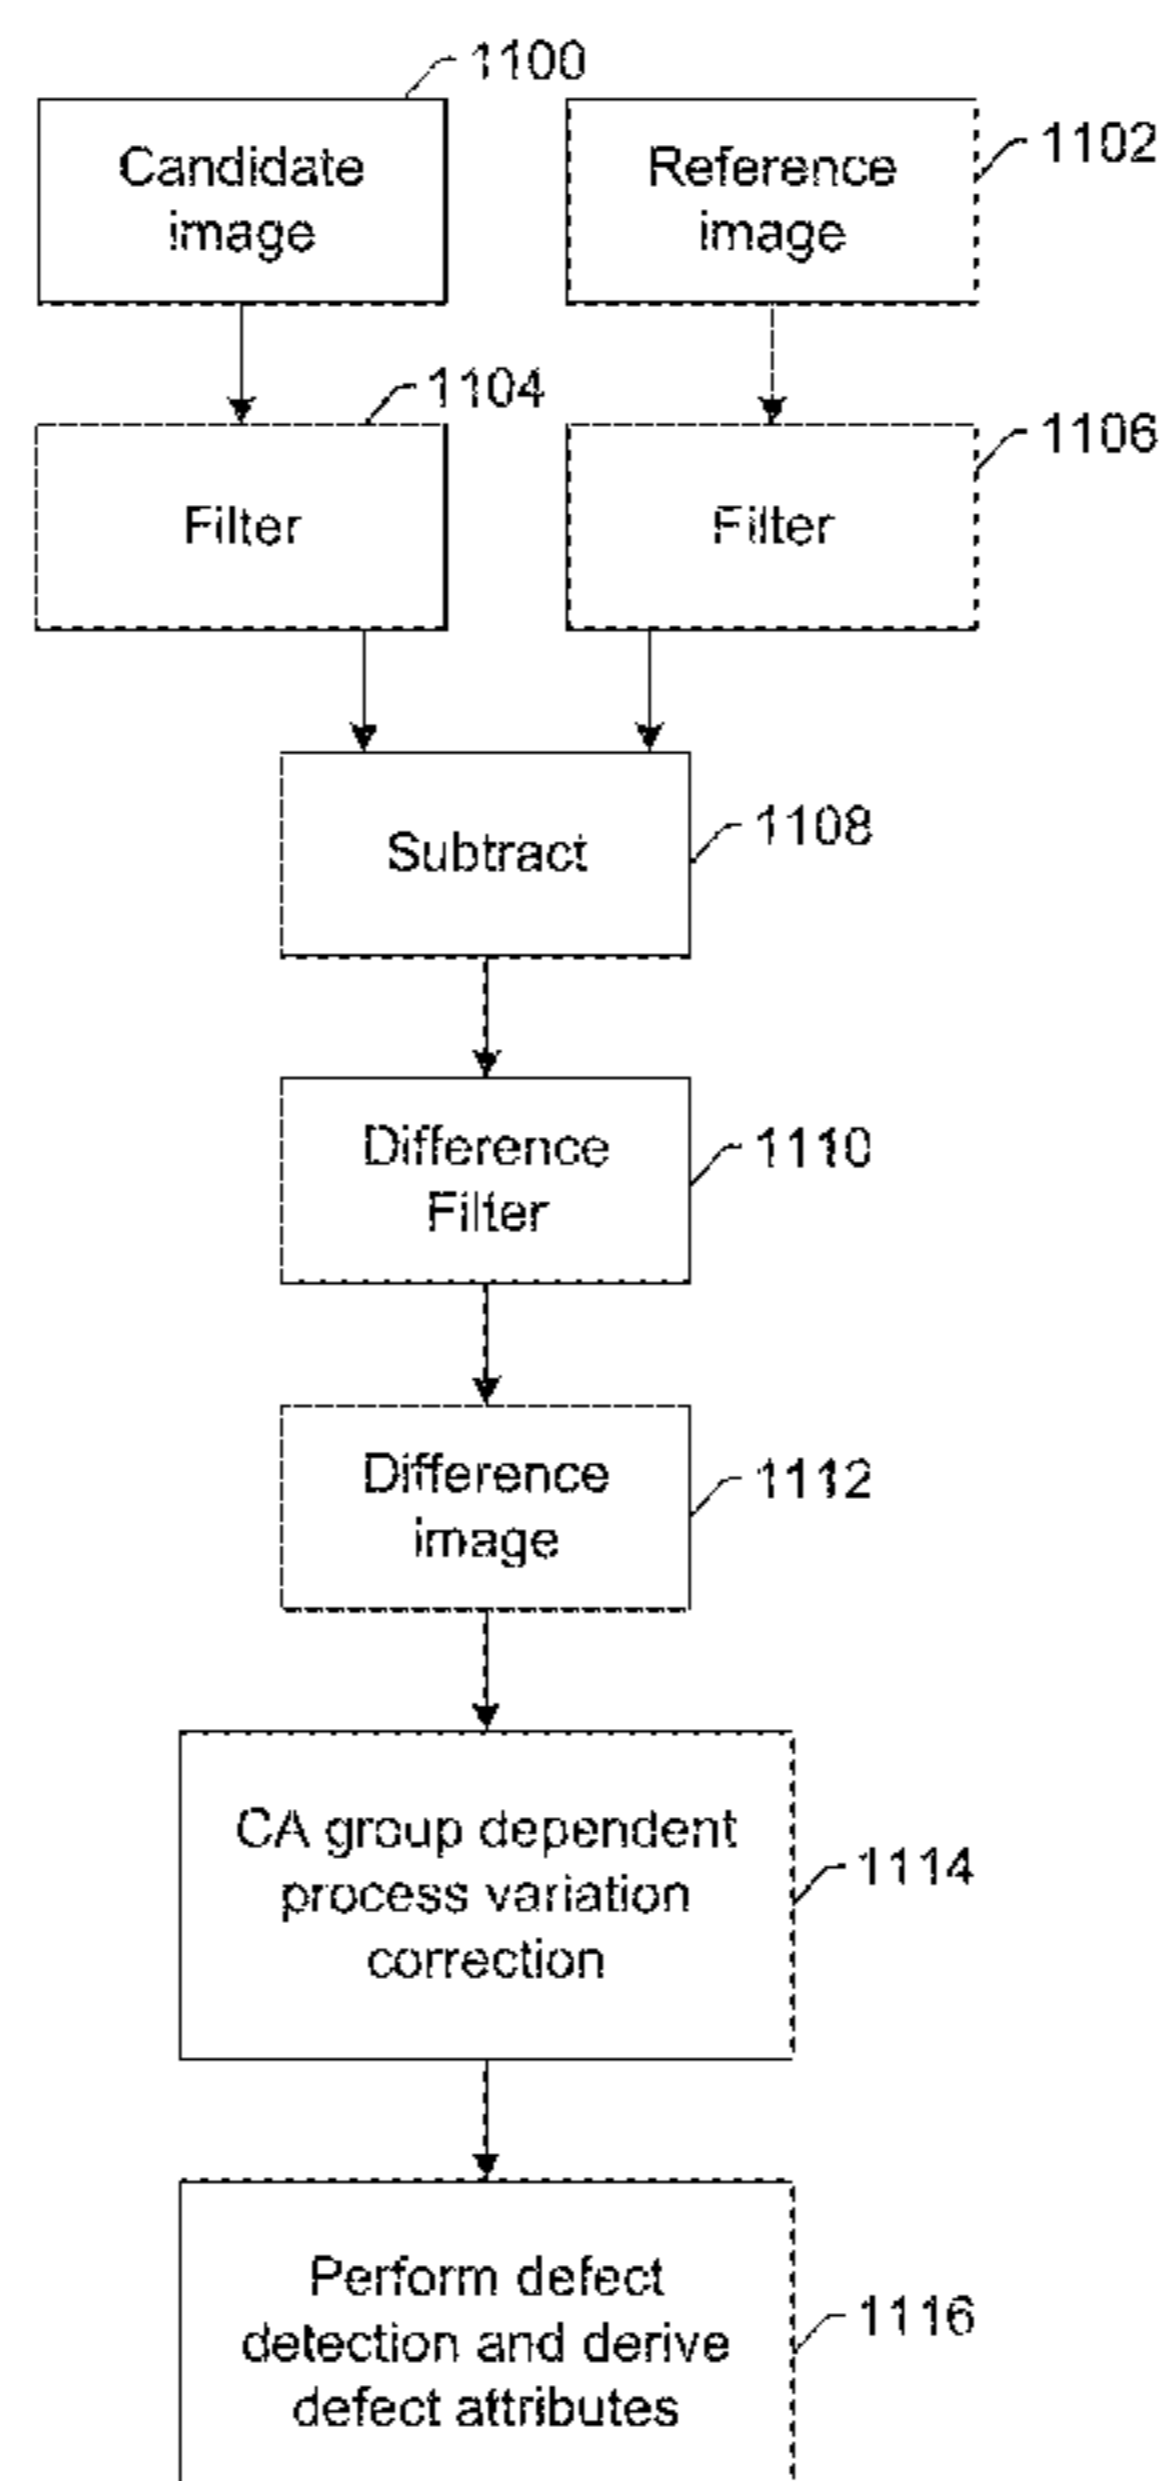 1100
Candidate
image
Reference
image
1102
1104
Filter
Filter
1106
Subtract
1108
Difference
Filter
1110
Difference
image
1112
CA group dependent
process variation
correction
1114
Perform defect
detection and derive
defect attributes
1116